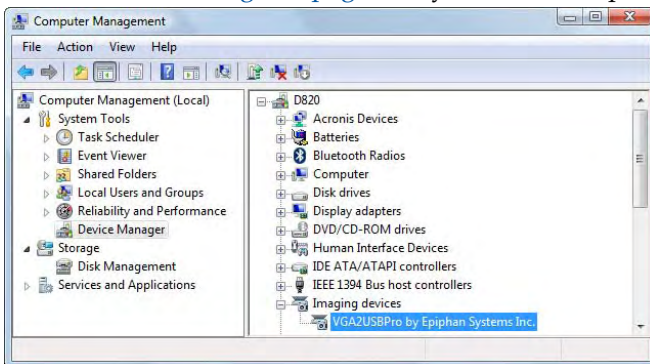 Computer Management
File Action View Help
Computer Management (Local)
System Tools
Task Scheduler
Event Viewer
Shared Folders
Local Users and Groups
Reliability and Performance
Device Manager
Storage
Disk Management
Services and Applications
D820
Acronis Devices
Batteries
Bluetooth Radios
Computer
Disk drives
Display adapters
DVD/CD-ROM drives
Human Interface Devices
IDE ATA/ATAPI controllers
IEEE 1394 Bus host controllers
Imaging devices
VGA2USBPro by Epiphan Systems Inc.